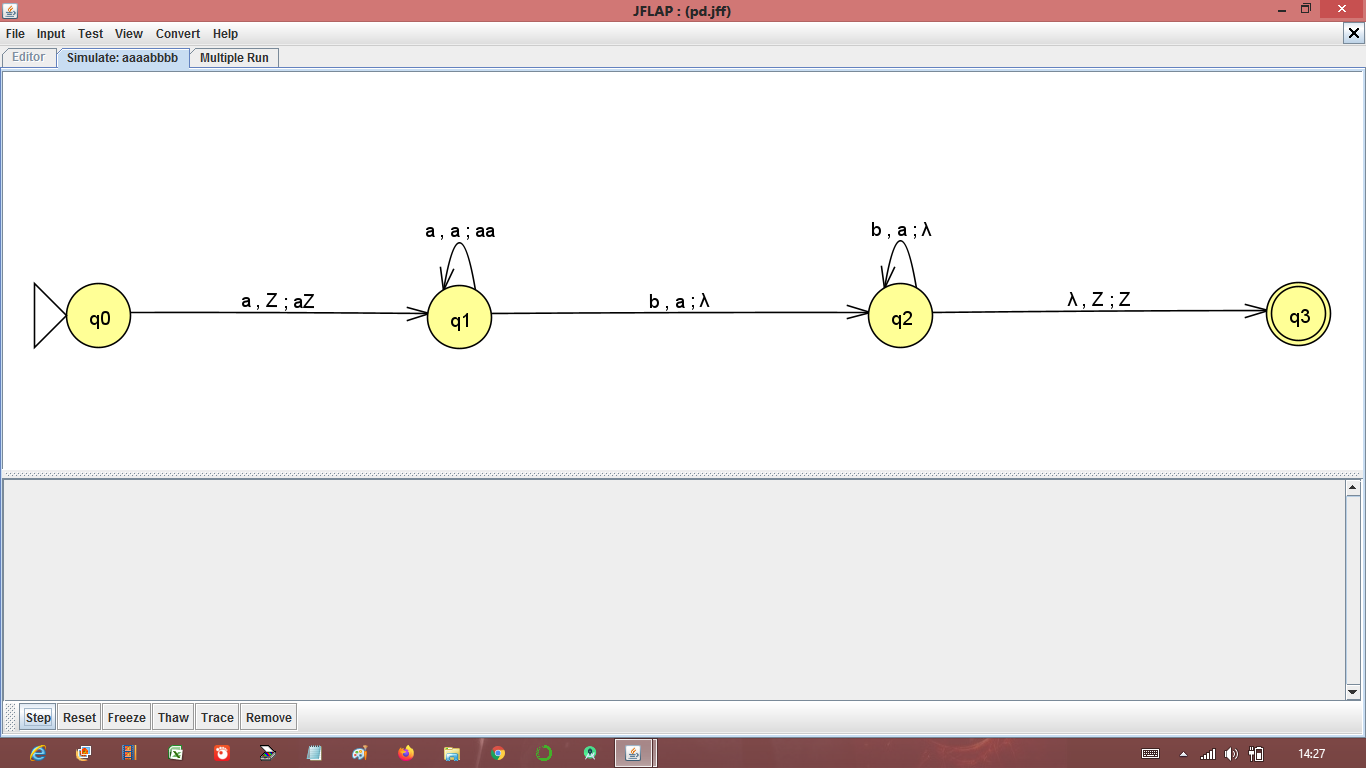 JFLAP : (pd.jff)
File Input Test View Convert Help
Editor Simulate: aaaabbbb Multiple Run
a , a ; aa
b , a ; λ
a , Z ; aZ
b , a ; λ
λ , Z ; Z
q0
q1
q2
q3
Step Reset Freeze Thaw Trace Remove
14:27